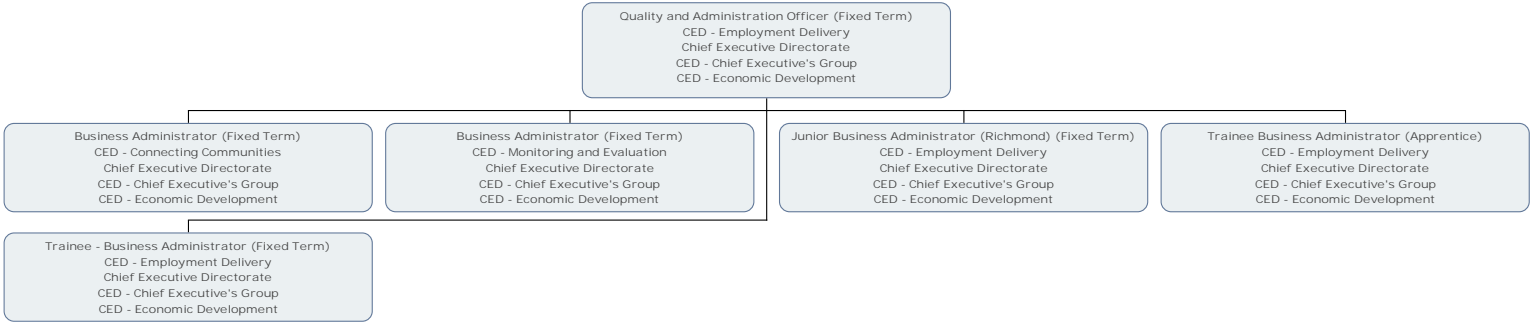 Quality and Administration Officer (Fixed Term)
CED - Employment Delivery
Chief Executive Directorate
CED - Chief Executive's Group
CED - Economic Development
Business Administrator (Fixed Term)
CED - Connecting Communities
Chief Executive Directorate
CED - Chief Executive's Group
CED - Economic Development
Business Administrator (Fixed Term)
CED - Monitoring and Evaluation
Chief Executive Directorate
CED - Chief Executive's Group
CED - Economic Development
Junior Business Administrator (Richmond) (Fixed Term)
CED - Employment Delivery
Chief Executive Directorate
CED - Chief Executive's Group
CED - Economic Development
Trainee Business Administrator (Apprentice)
CED - Employment Delivery
Chief Executive Directorate
CED - Chief Executive's Group
CED - Economic Development
Trainee - Business Administrator (Fixed Term)
CED - Employment Delivery
Chief Executive Directorate
CED - Chief Executive's Group
CED - Economic Development